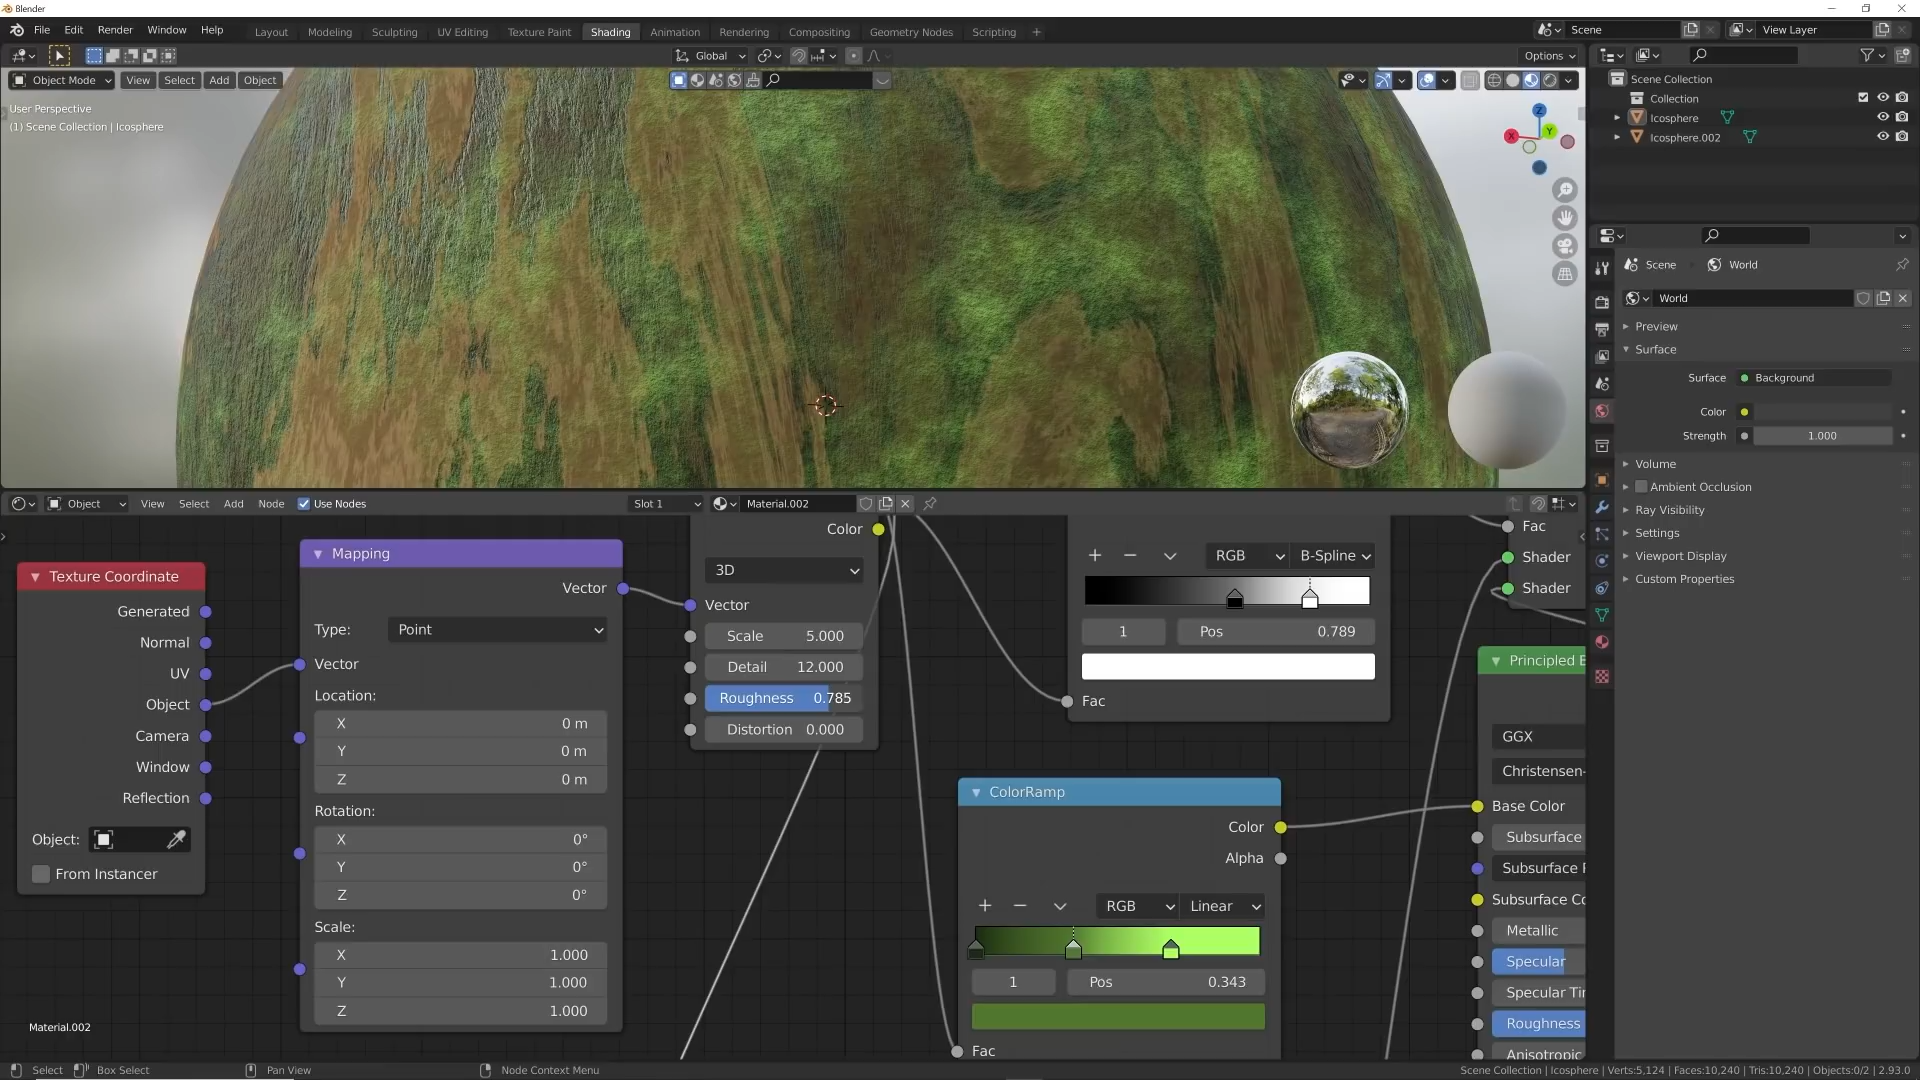 Blender
File Edit Render Window Help
Layout Modeling Sculpting UV Editing Texture Paint Shading Animation Rendering Compositing Geometry Nodes Scripting +
Scene
View Layer
Global
Options
Object Mode View Select Add Object
User Perspective
(1) Scene Collection | Icosphere
Z
Y
X
Scene Collection
Collection
Icosphere
Icosphere.002
Scene World
World
Preview
Surface
Surface Background
Color
Strength 1.000
Volume
Ambient Occlusion
Ray Visibility
Settings
Viewport Display
Custom Properties
Object View Select Add Node Use Nodes Slot 1 Material.002
Texture Coordinate
Generated
Normal
UV
Object
Camera
Window
Reflection
Object:
From Instancer
Mapping
Vector
Type: Point
Vector
Location:
X 0 m
Y 0 m
Z 0 m
Rotation:
X 0°
Y 0°
Z 0°
Scale:
X 1.000
Y 1.000
Z 1.000
Color
3D
Vector
Scale 5.000
Detail 12.000
Roughness 0.785
Distortion 0.000
RGB B-Spline
1 Pos 0.789
Fac
ColorRamp
Color
Alpha
RGB Linear
1 Pos 0.343
Fac
Fac
Shader
Shader
Principled B
GGX
Christensen-
Base Color
Subsurface
Subsurface R
Subsurface Co
Metallic
Specular
Specular Tin
Roughness
Anisotropic
Material.002
Select Box Select Pan View Node Context Menu
Scene Collection | Icosphere | Verts:5,124 | Faces:10,240 | Tris:10,240 | Objects:0/2 | 2.93.0